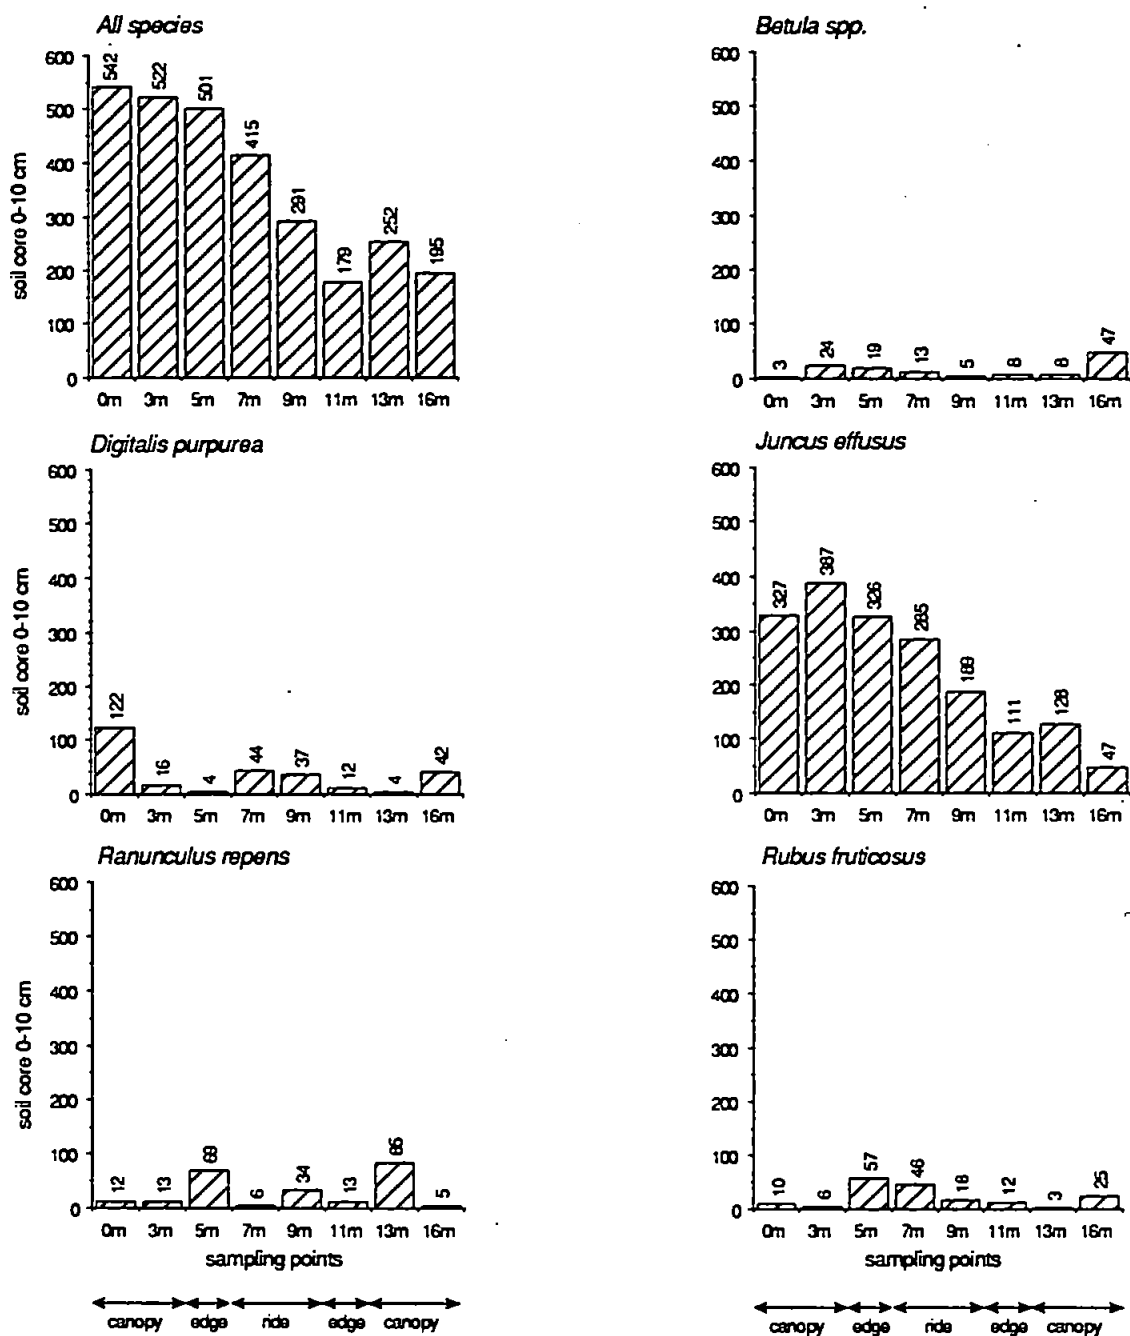 All species
600
500
400
300
200
100
0
soil core 0-10 cm
542 522 501 415 291 179 252 195
0m 3m 5m 7m 9m 11m 13m 16m
Betula spp.
600
500
400
300
200
100
0
3 24 19 13 5 8 8 47
0m 3m 5m 7m 9m 11m 13m 16m
Digitalis purpurea
600
500
400
300
200
100
0
soil core 0-10 cm
122 16 4 44 37 12 4 42
0m 3m 5m 7m 9m 11m 13m 16m
Juncus effusus
600
500
400
300
200
100
0
327 387 326 285 189 111 128 47
0m 3m 5m 7m 9m 11m 13m 16m
Ranunculus repens
600
500
400
300
200
100
0
soil core 0-10 cm
12 13 69 6 34 13 85 5
0m 3m 5m 7m 9m 11m 13m 16m
sampling points
canopy edge ride edge canopy
Rubus fruticosus
600
500
400
300
200
100
0
10 6 57 46 18 12 3 25
0m 3m 5m 7m 9m 11m 13m 16m
sampling points
canopy edge ride edge canopy